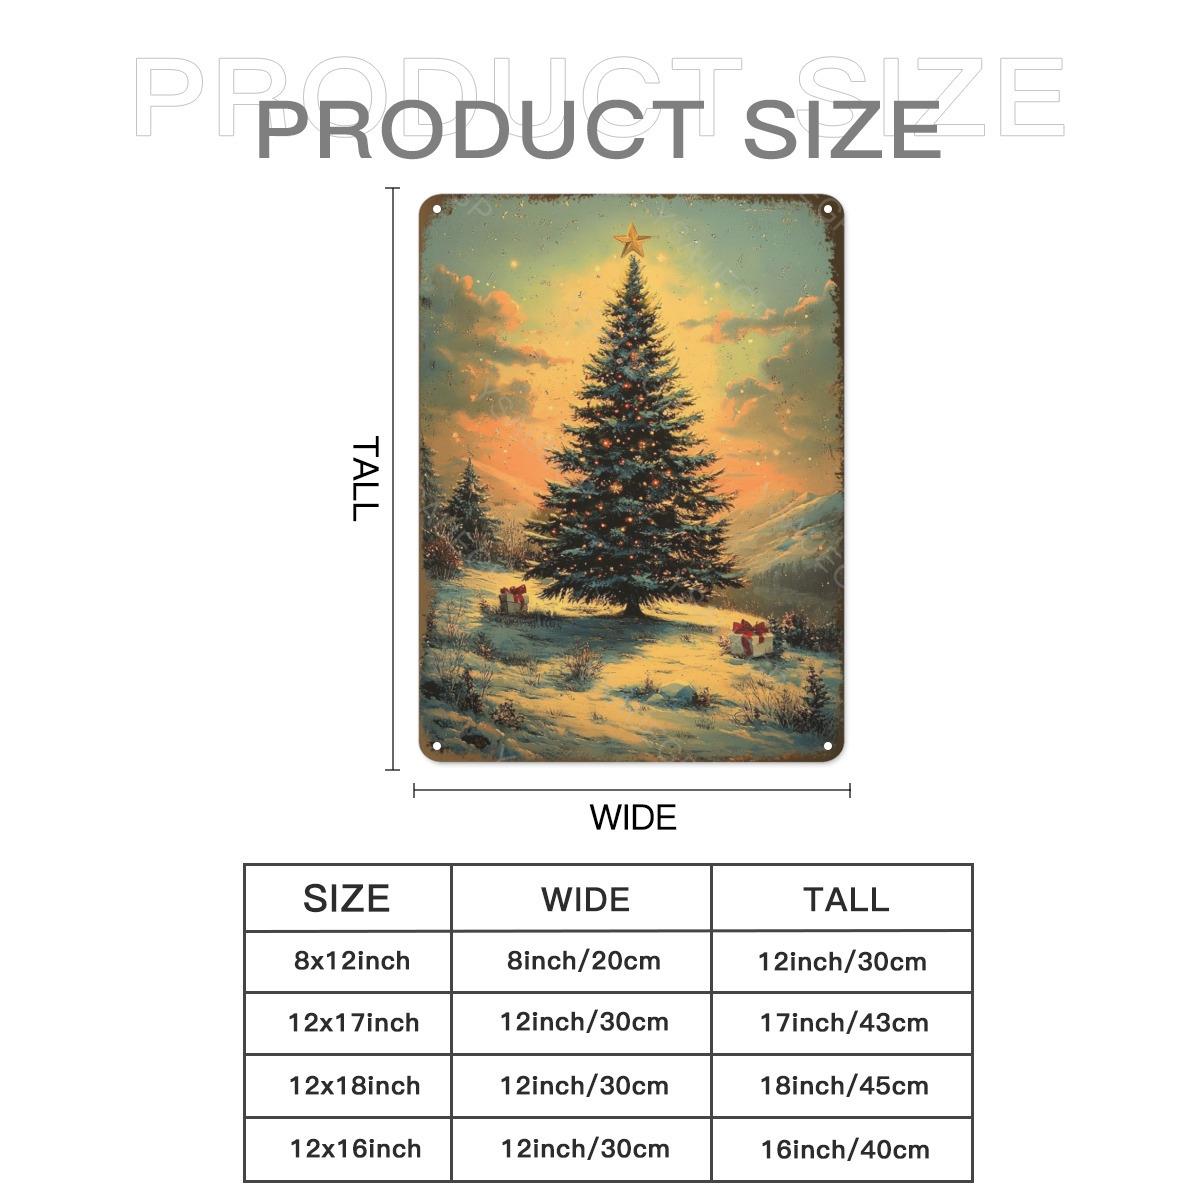 PRODUCT SIZE
PRODUCT SIZE
TALL
WIDE
SIZE WIDE TALL
8x12inch 8inch/20cm 12inch/30cm
12x17inch 12inch/30cm 17inch/43cm
12x18inch 12inch/30cm 18inch/45cm
12x16inch 12inch/30cm 16inch/40cm